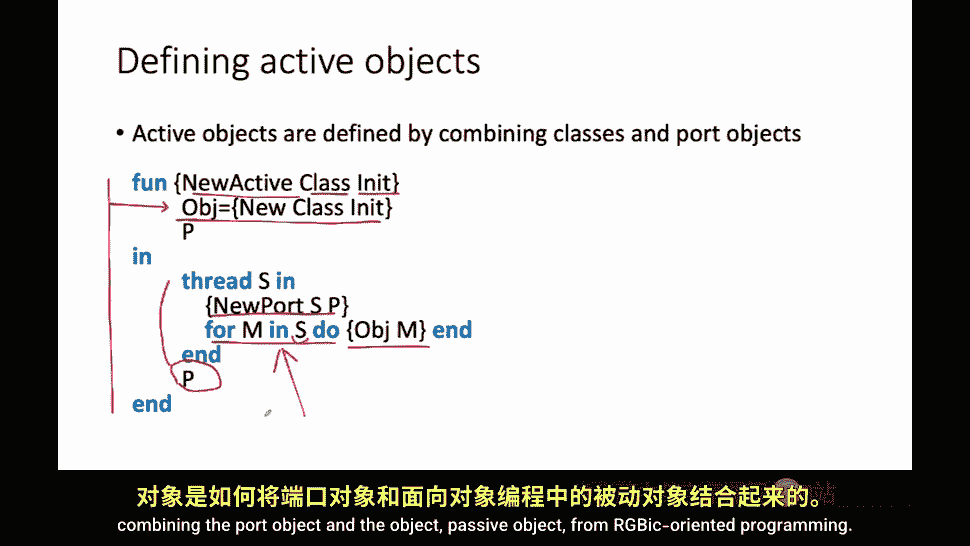 Defining active objects
• Active objects are defined by combining classes and port objects
fun {NewActive Class Init}
Obj={New Class Init}
P
in
thread S in
{NewPort S P}
for M in S do {Obj M} end
end
P
end
对象是如何将端口对象和面向对象编程中的被动对象结合起来的。
combining the port object and the object, passive object, from RGBic-oriented programming.